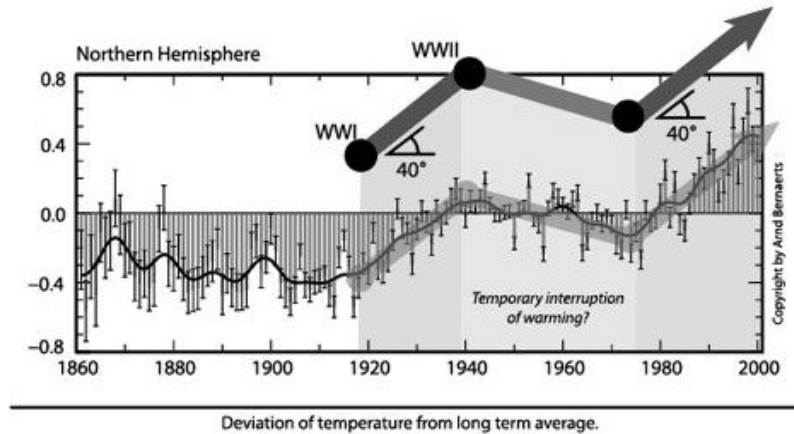 Northern Hemisphere
WWII
WWI
40°
40°
0.8
0.4
0.0
−0.4
−0.8
Temporary interruption
of warming?
1860 1880 1900 1920 1940 1960 1980 2000
Copyright by Arnd Bernaerts
Deviation of temperature from long term average.